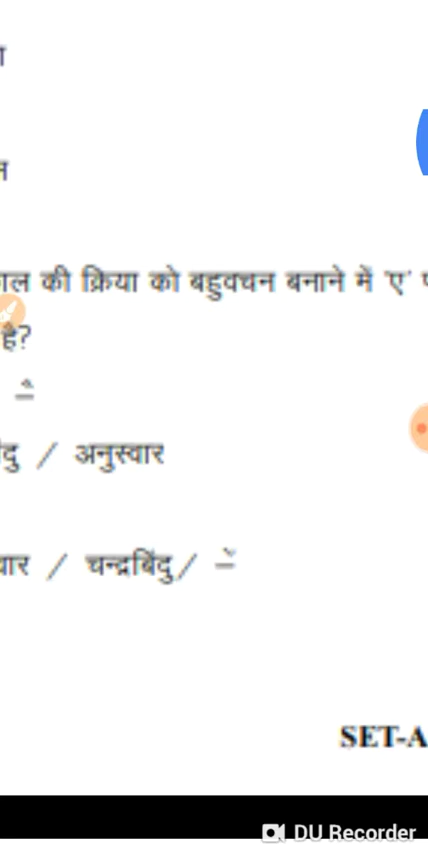 ाल की क्रिया को बहुवचन बनाने में 'ए'
है?
दु / अनुस्वार
वार / चन्द्रबिंदु /
SET-A
DU Recorder